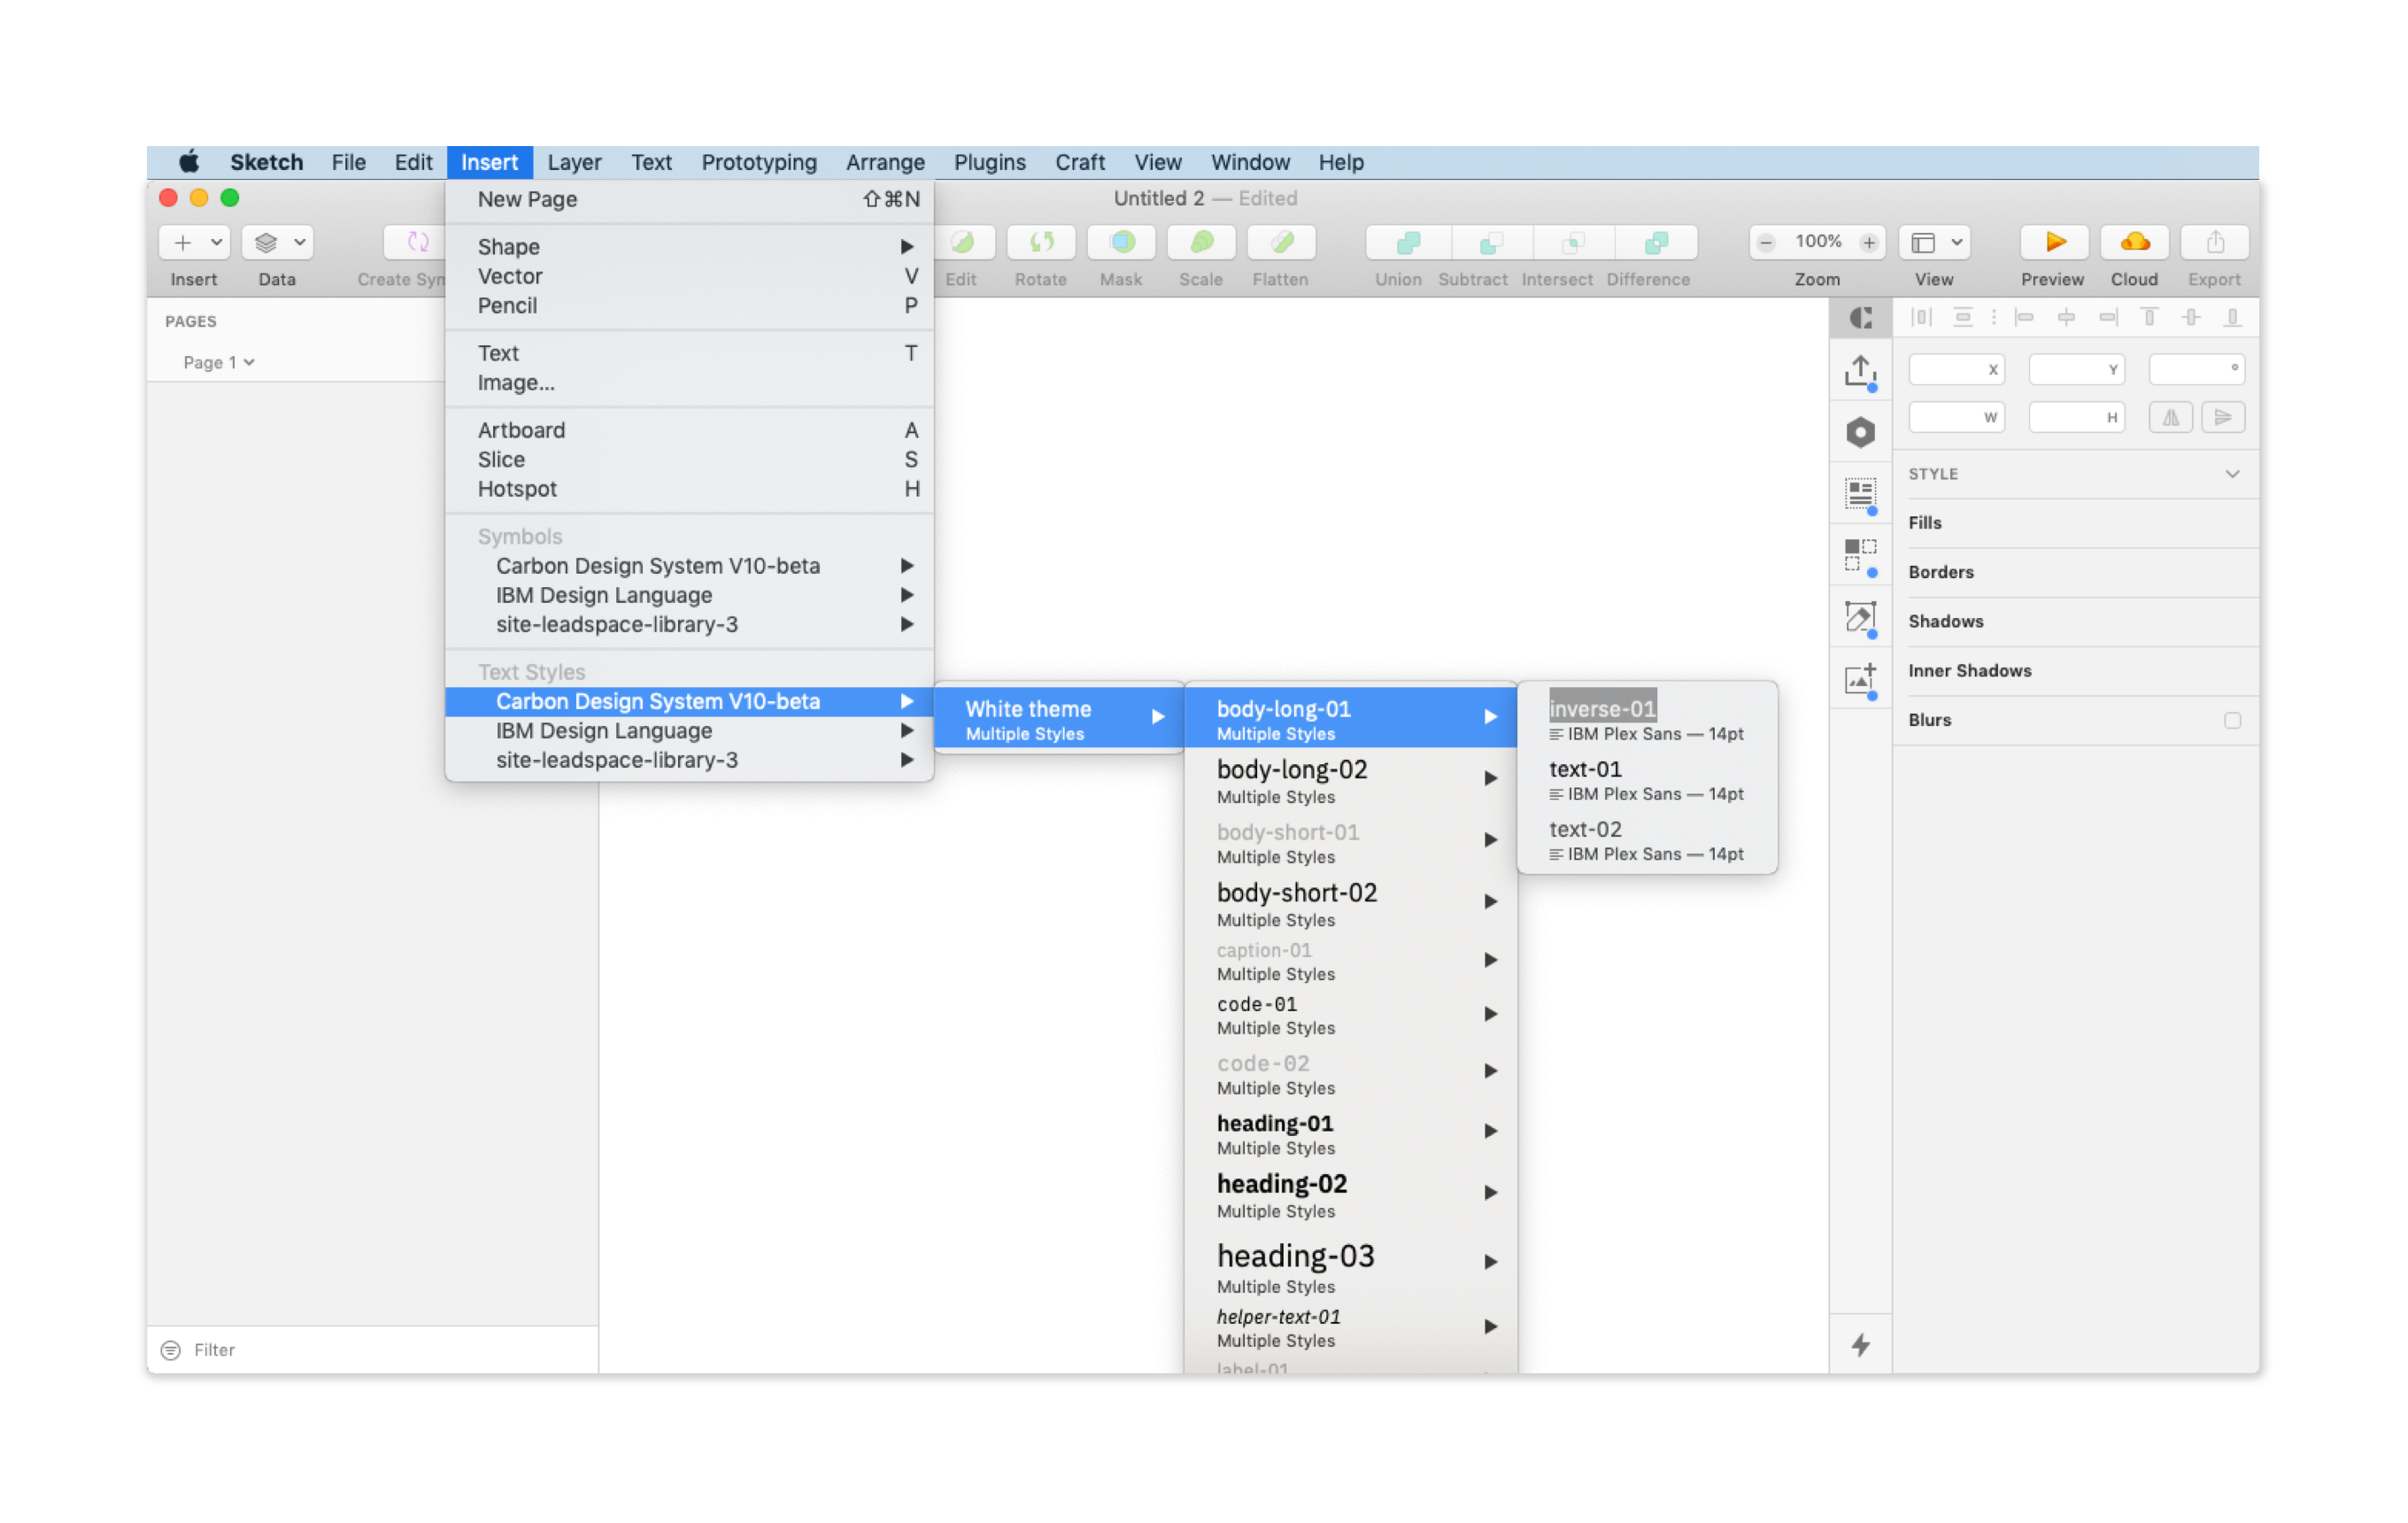 Sketch File Edit Insert Layer Text Prototyping Arrange Plugins Craft View Window Help
Untitled 2 — Edited
Insert Data Create Sym Edit Rotate Mask Scale Flatten Union Subtract Intersect Difference 100% Zoom View Preview Cloud Export
PAGES
Page 1
Filter
New Page ⇧⌘N
Shape
Vector V
Pencil P
Text T
Image...
Artboard A
Slice S
Hotspot H
Symbols
Carbon Design System V10-beta
IBM Design Language
site-leadspace-library-3
Text Styles
Carbon Design System V10-beta
IBM Design Language
site-leadspace-library-3
White theme
Multiple Styles
body-long-01
Multiple Styles
body-long-02
Multiple Styles
body-short-01
Multiple Styles
body-short-02
Multiple Styles
caption-01
Multiple Styles
code-01
Multiple Styles
code-02
Multiple Styles
heading-01
Multiple Styles
heading-02
Multiple Styles
heading-03
Multiple Styles
helper-text-01
Multiple Styles
label-01
inverse-01
IBM Plex Sans — 14pt
text-01
IBM Plex Sans — 14pt
text-02
IBM Plex Sans — 14pt
X Y °
W H
STYLE
Fills
Borders
Shadows
Inner Shadows
Blurs